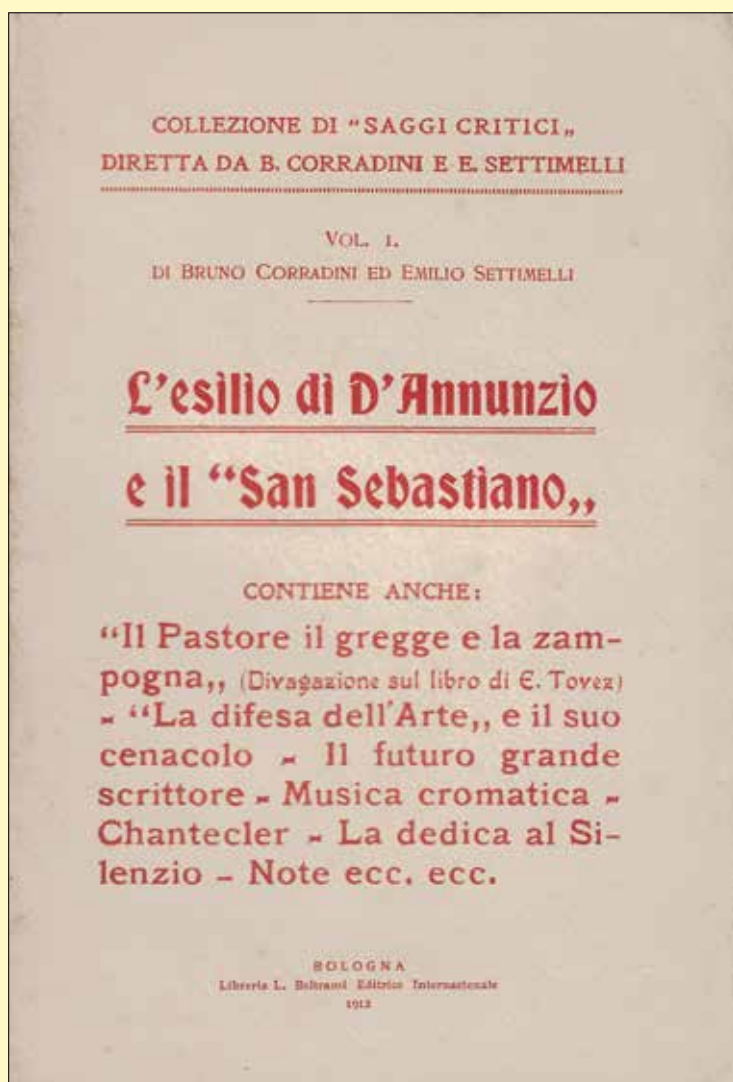 COLLEZIONE DI "SAGGI CRITICI„
DIRETTA DA B. CORRADINI E E. SETTIMELLI
VOL. I.
DI BRUNO CORRADINI ED EMILIO SETTIMELLI
L'esilio di D'Annunzio
e il "San Sebastiano„
CONTIENE ANCHE:
"Il Pastore il gregge e la zam-
pogna„ (Divagazione sul libro di E. Tovez)
- "La difesa dell'Arte„ e il suo
cenacolo - Il futuro grande
scrittore - Musica cromatica -
Chantecler - La dedica al Si-
lenzio - Note ecc. ecc.
BOLOGNA
Libreria L. Beltrami Editrice Internazionale
1912